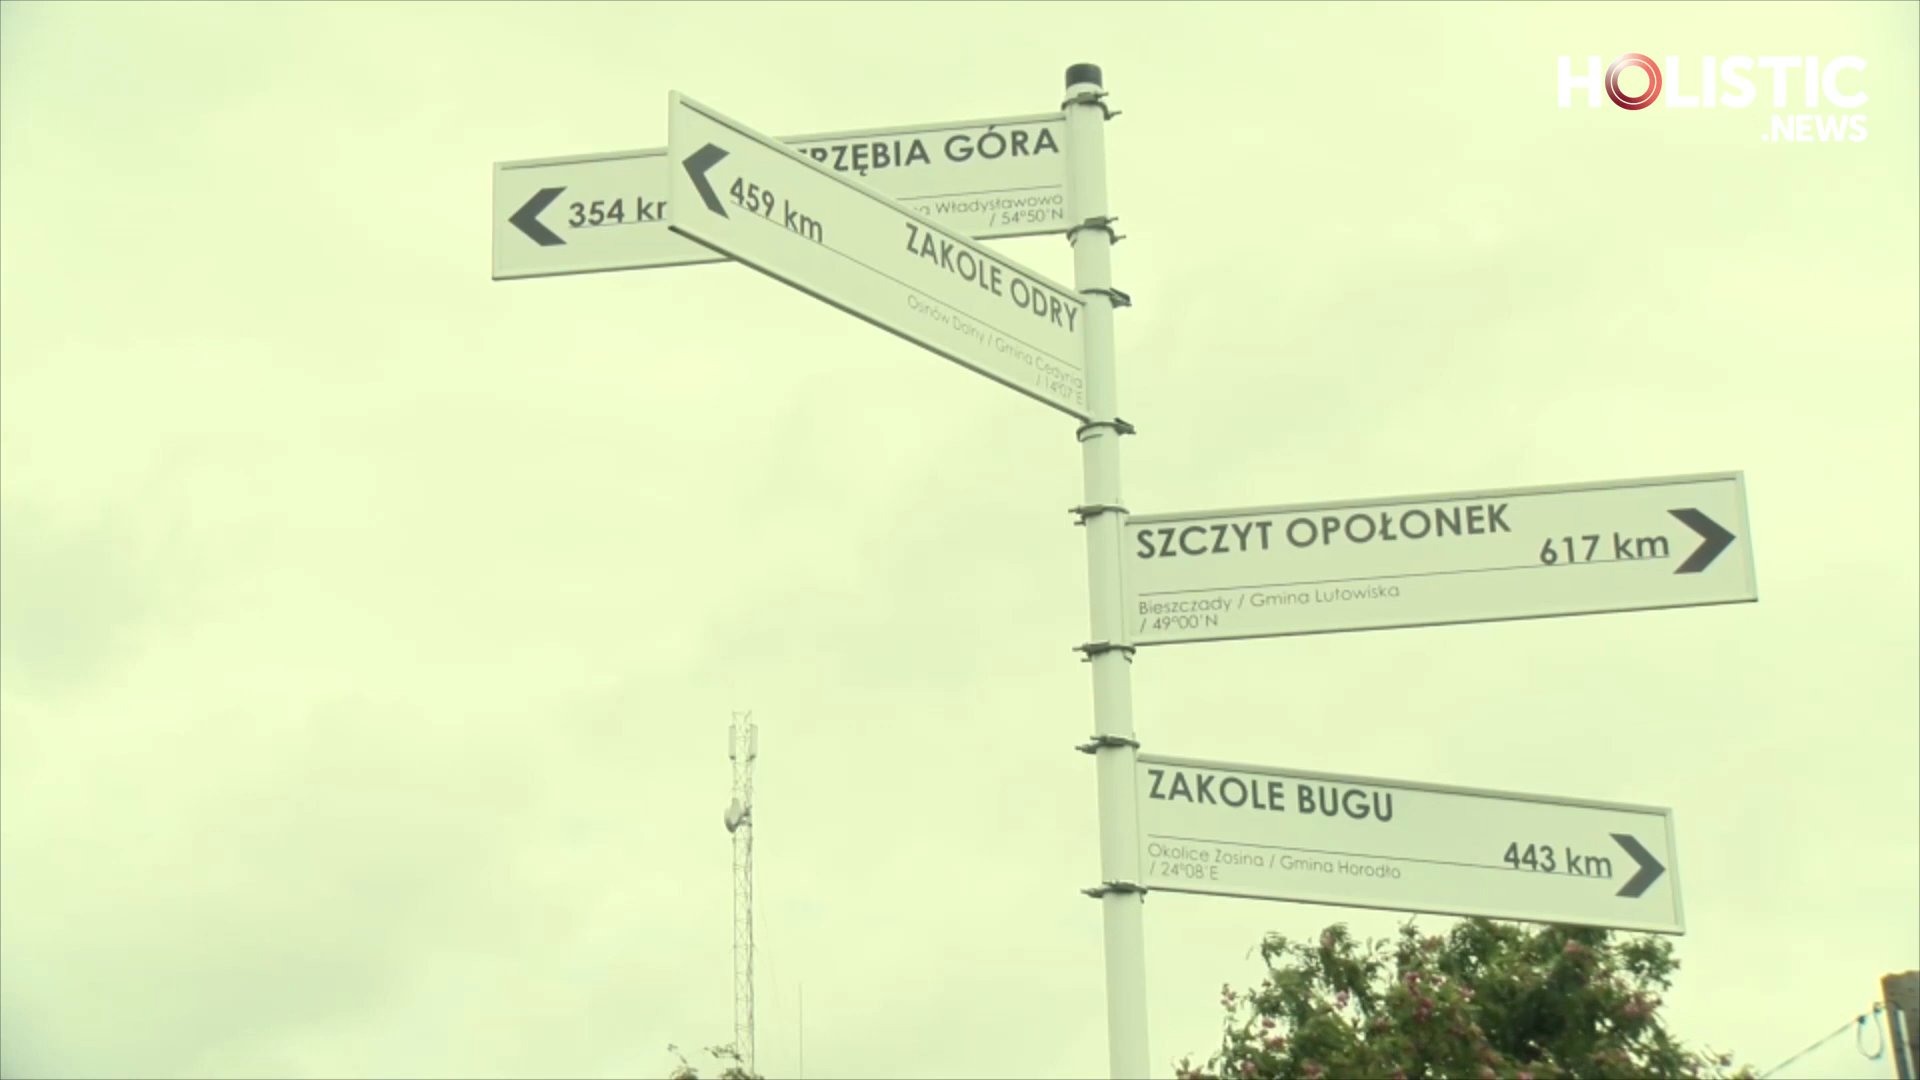 HOLISTIC
.NEWS
RZĘBIA GÓRA
354 km
Władysławowo
/ 54°50'N
459 km
ZAKOLE ODRY
Osinów Dolny / Gmina Cedynia
/ 14°07'E
SZCZYT OPOŁONEK
617 km
Bieszczady / Gmina Lutowiska
/ 49°00'N
ZAKOLE BUGU
443 km
Okolice Zosina / Gmina Horodło
/ 24°08'E